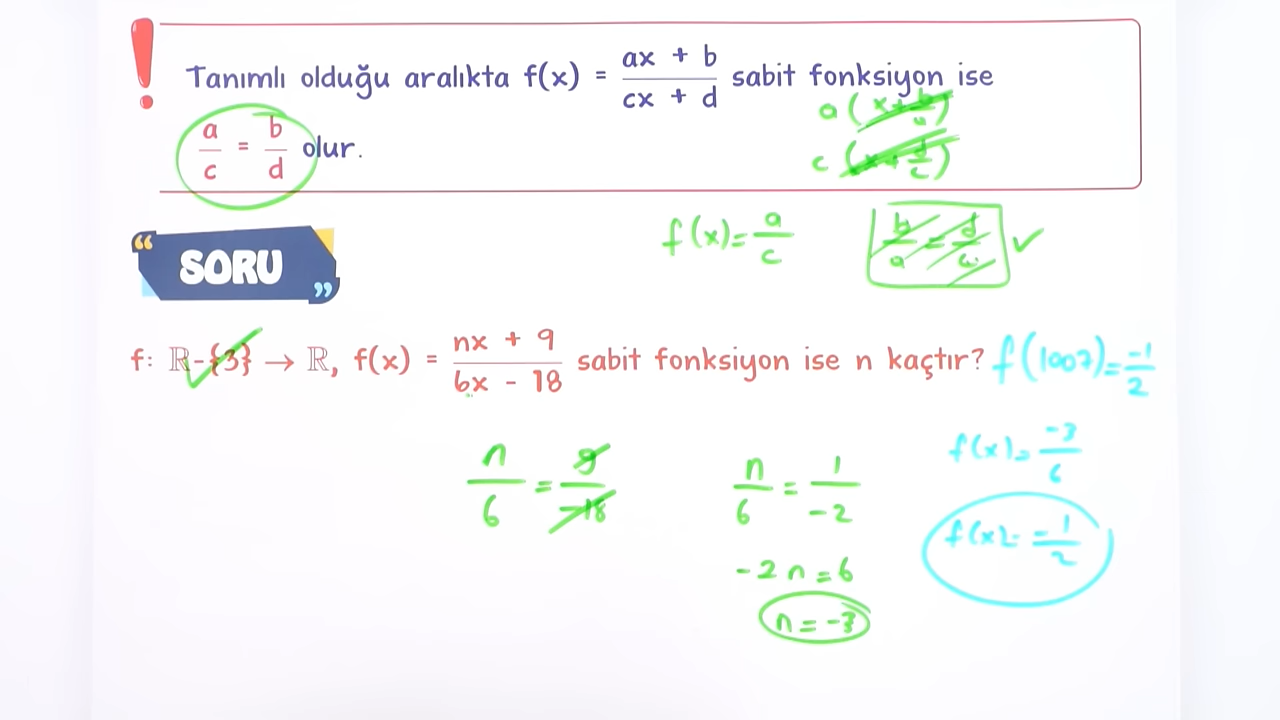 Tanımlı olduğu aralıkta f(x) = ax + b / cx + d sabit fonksiyon ise
a ( x + b/a )
c ( x + d/c )
a/c = b/d olur.
f(x) = a/c
b/a = d/c ✓
“ SORU ”
f: ℝ-{3} → ℝ, f(x) = nx + 9 / 6x - 18 sabit fonksiyon ise n kaçtır? f(1007) = -1/2
n/6 = 9/-18
n/6 = 1/-2
f(x) = -3/6
f(x) = -1/2
-2n = 6
n = -3